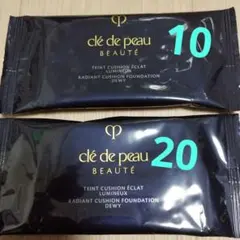 clé de peau
BEAUTÉ
10
TEINT CUSHION ÉCLAT
LUMINEUX
RADIANT CUSHION FOUNDATION
DEWY
clé de peau
BEAUTÉ
20
TEINT CUSHION ÉCLAT
LUMINEUX
RADIANT CUSHION FOUNDATION
DEWY